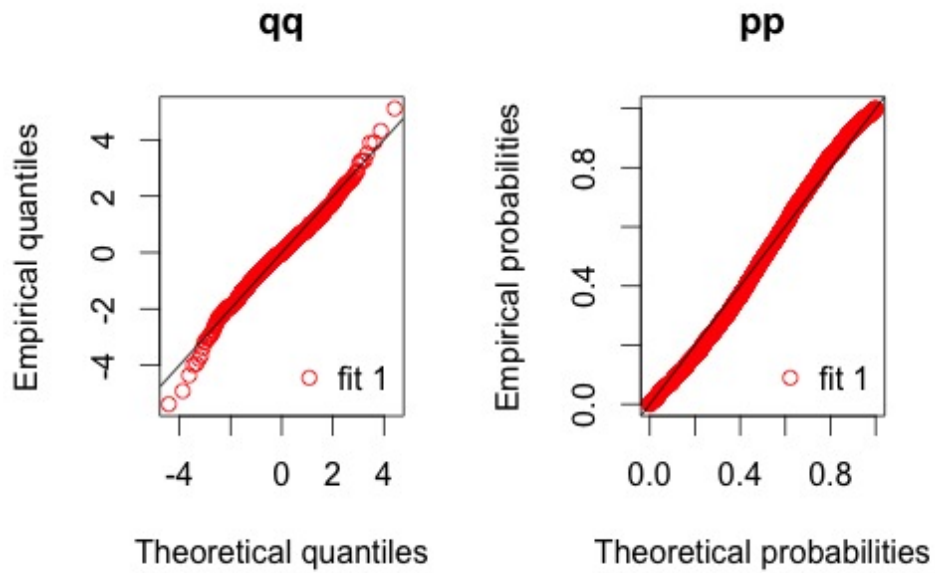 qq
Empirical quantiles
4
2
0
-2
-4
fit 1
-4
0
2
4
Theoretical quantiles
pp
Empirical probabilities
0.8
0.4
0.0
fit 1
0.0
0.4
0.8
Theoretical probabilities